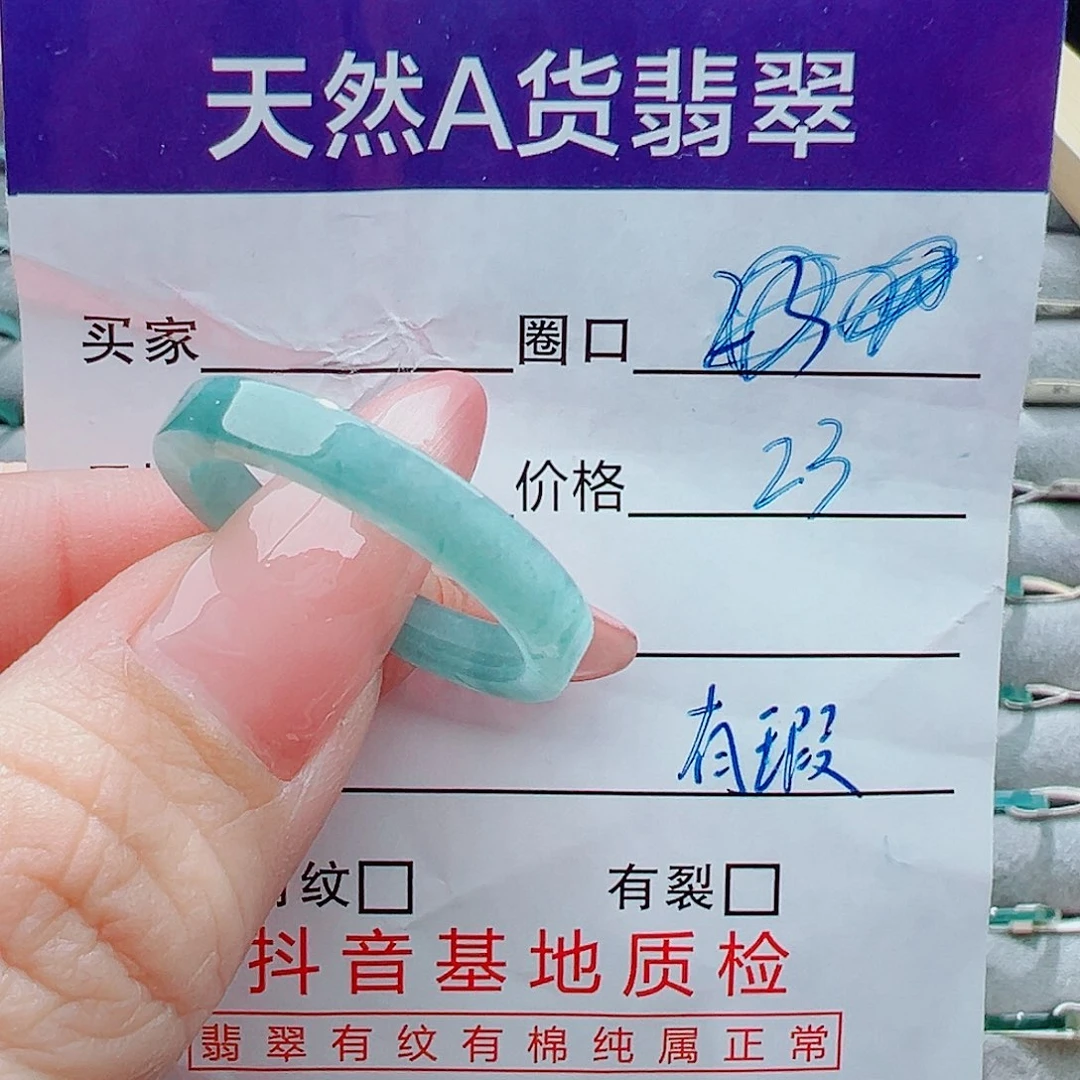 天然A货翡翠
买家 圈口
价格 23
有瑕
纹□ 有裂□
抖音基地质检
翡翠有纹有棉纯属正常